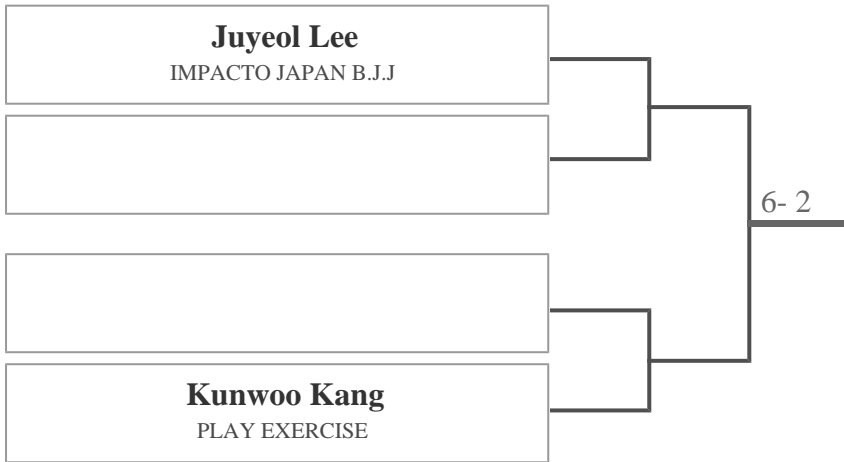 Juyeol Lee
IMPACTO JAPAN B.J.J
6- 2
Kunwoo Kang
PLAY EXERCISE